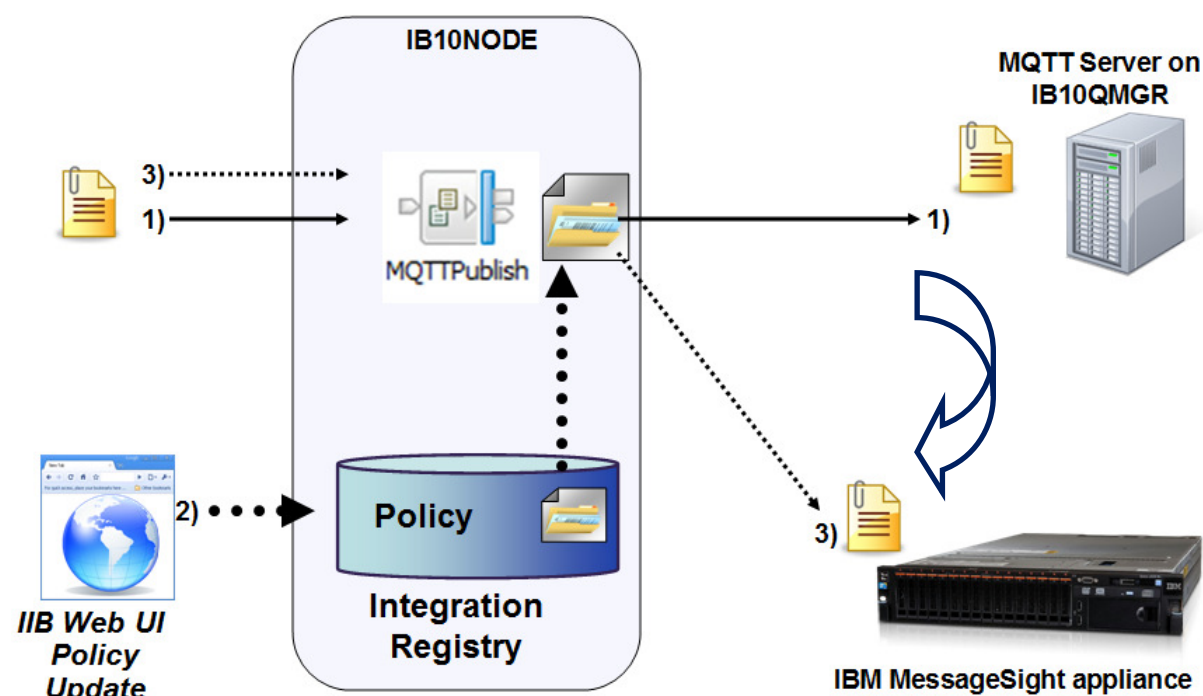 IB10NODE
MQTT Server on
IB10QMGR
3)
1)
MQTTPublish
1)
2)
Policy
3)
Integration
Registry
IIB Web UI
Policy
Update
IBM MessageSight appliance